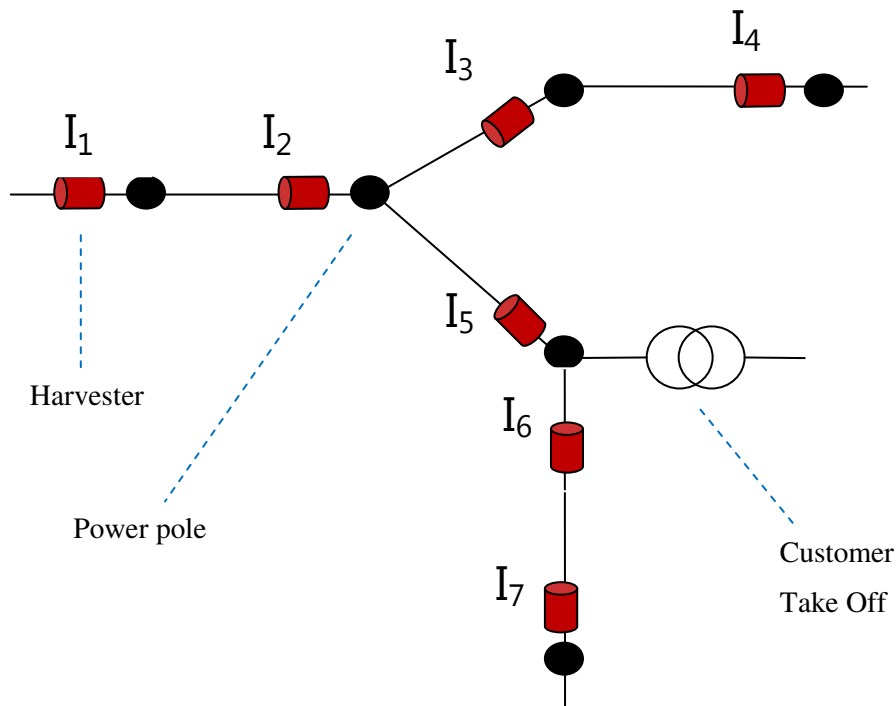 I₄
I₃
I₁
I₂
I₅
Harvester
I₆
Power pole
Customer
Take Off
I₇